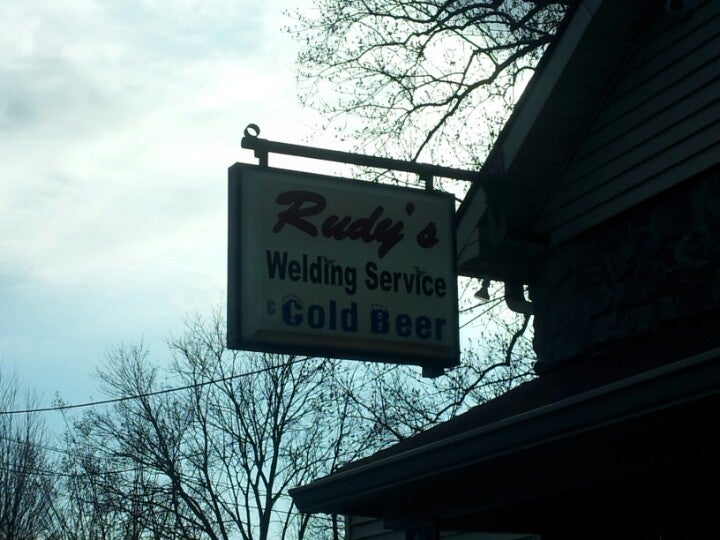 Rudy's
Welding Service
& Cold Beer